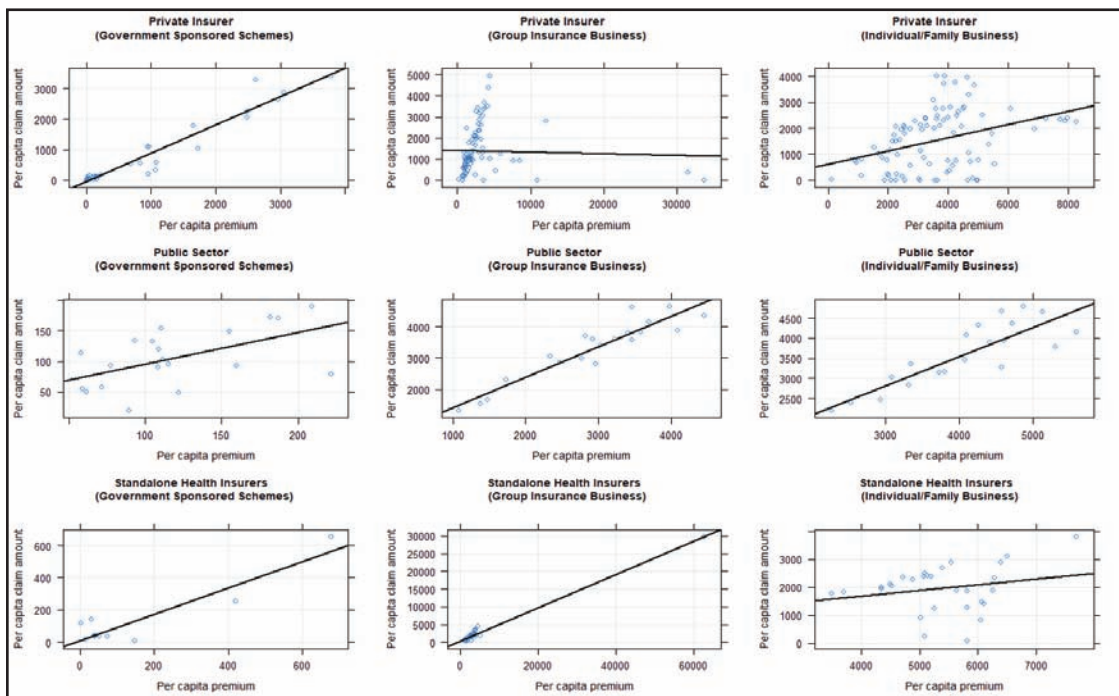 Private Insurer
(Government Sponsored Schemes)
Per capita claim amount
3000
2000
1000
0
0 1000 2000 3000
Per capita premium
Private Insurer
(Group Insurance Business)
Per capita claim amount
5000
4000
3000
2000
1000
0
0 5000 10000 15000 20000 25000 30000
Per capita premium
Private Insurer
(Individual/Family Business)
Per capita claim amount
4000
3000
2000
1000
0
0 2000 4000 6000 8000
Per capita premium
Public Sector
(Government Sponsored Schemes)
Per capita claim amount
150
100
50
100 150 200
Per capita premium
Public Sector
(Group Insurance Business)
Per capita claim amount
4000
3000
2000
1000 2000 3000 4000
Per capita premium
Public Sector
(Individual/Family Business)
Per capita claim amount
4500
4000
3500
3000
2500
3000 4000 5000
Per capita premium
Standalone Health Insurers
(Government Sponsored Schemes)
Per capita claim amount
600
400
200
0
0 200 400 600
Per capita premium
Standalone Health Insurers
(Group Insurance Business)
Per capita claim amount
30000
25000
20000
15000
10000
5000
0
0 20000 40000 60000
Per capita premium
Standalone Health Insurers
(Individual/Family Business)
Per capita claim amount
3000
2000
1000
0
4000 5000 6000 7000
Per capita premium